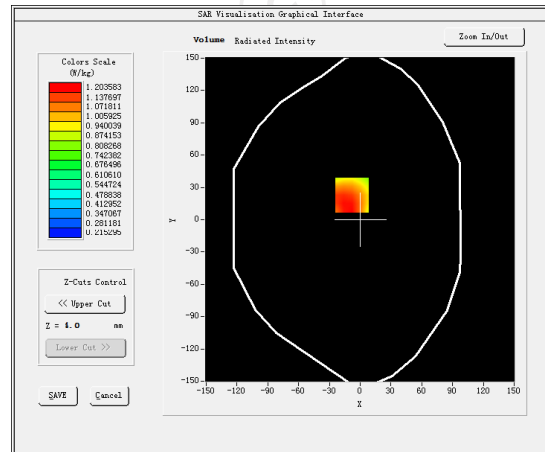 SAR Visualisation Graphical Interface
Volume Radiated Intensity
Zoom In/Out
Colors Scale
(W/kg)
1.203583
1.137697
1.071811
1.005925
0.940039
0.874153
0.808268
0.742382
0.676496
0.610610
0.544724
0.478838
0.412952
0.347067
0.281181
0.215295
Z-Cuts Control
<< Upper Cut
Z = 4.0 mm
Lower Cut >>
SAVE
Cancel
150
120
90
60
30
0
-30
-60
-90
-120
-150
Y
-150 -120 -90 -60 -30 0 30 60 90 120 150
X